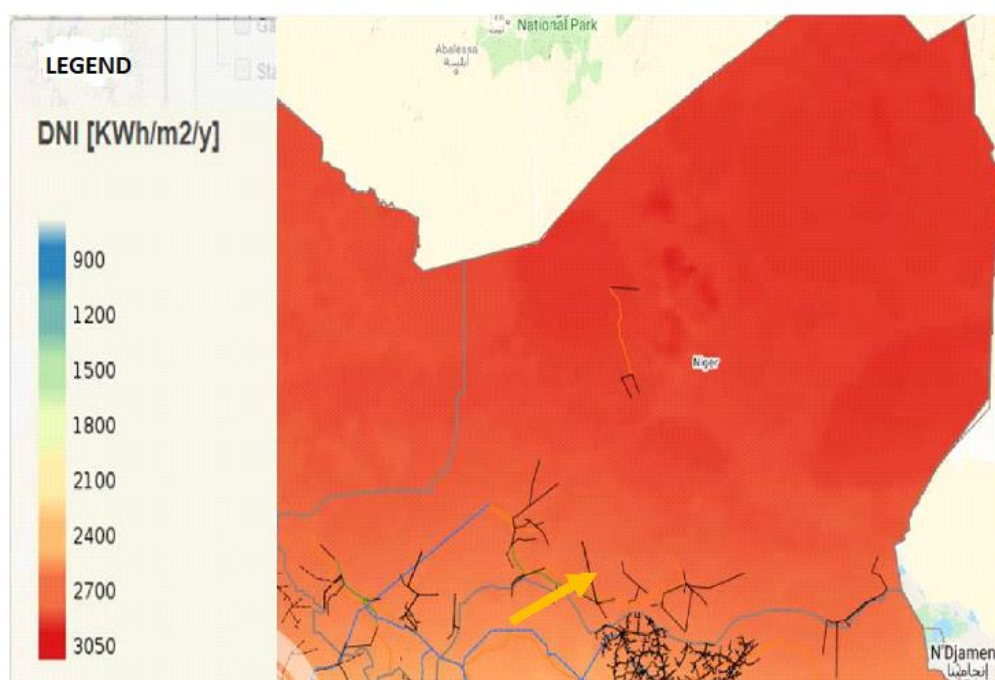 National Park
Abalessa
أبلسة
LEGEND
DNI [KWh/m2/y]
900
1200
1500
1800
2100
2400
2700
3050
Niger
N'Djamen
إنجامينا